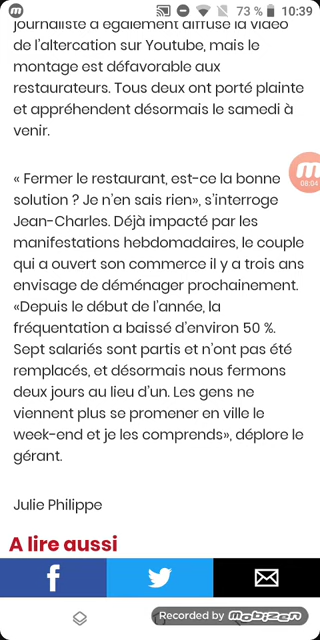 73 % 10:39
journaliste a également diffusé la vidéo
de l'altercation sur Youtube, mais le
montage est défavorable aux
restaurateurs. Tous deux ont porté plainte
et appréhendent désormais le samedi à
venir.
« Fermer le restaurant, est-ce la bonne
solution ? Je n'en sais rien», s'interroge
Jean-Charles. Déjà impacté par les
manifestations hebdomadaires, le couple
qui a ouvert son commerce il y a trois ans
envisage de déménager prochainement.
«Depuis le début de l'année, la
fréquentation a baissé d'environ 50 %.
Sept salariés sont partis et n'ont pas été
remplacés, et désormais nous fermons
deux jours au lieu d'un. Les gens ne
viennent plus se promener en ville le
week-end et je les comprends», déplore le
gérant.
08:04
Julie Philippe
A lire aussi
Recorded by mobizen